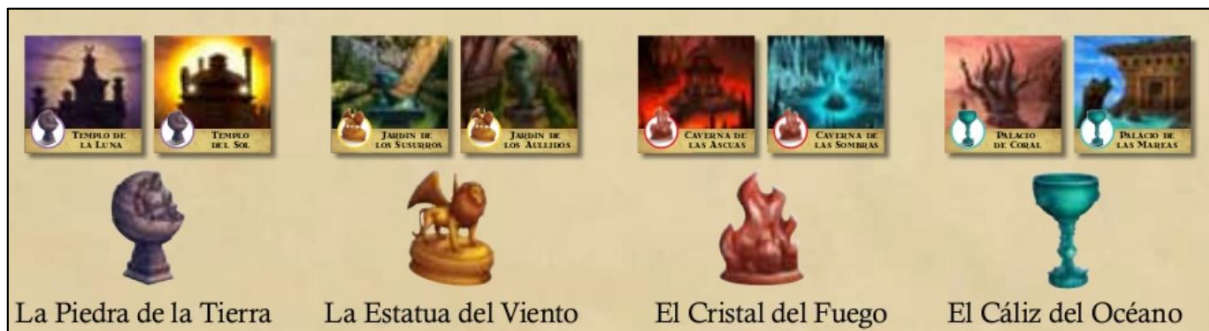 TEMPLO DE
LA LUNA
TEMPLO
DEL SOL
JARDIN DE
LOS SUSURROS
JARDIN DE
LOS AULLIDOS
CAVERNA DE
LAS ASCUAS
CAVERNA DE
LAS SOMBRAS
PALACIO
DE CORAL
PALACIO DE
LAS MAREAS
La Piedra de la Tierra
La Estatua del Viento
El Cristal del Fuego
El Cáliz del Océano